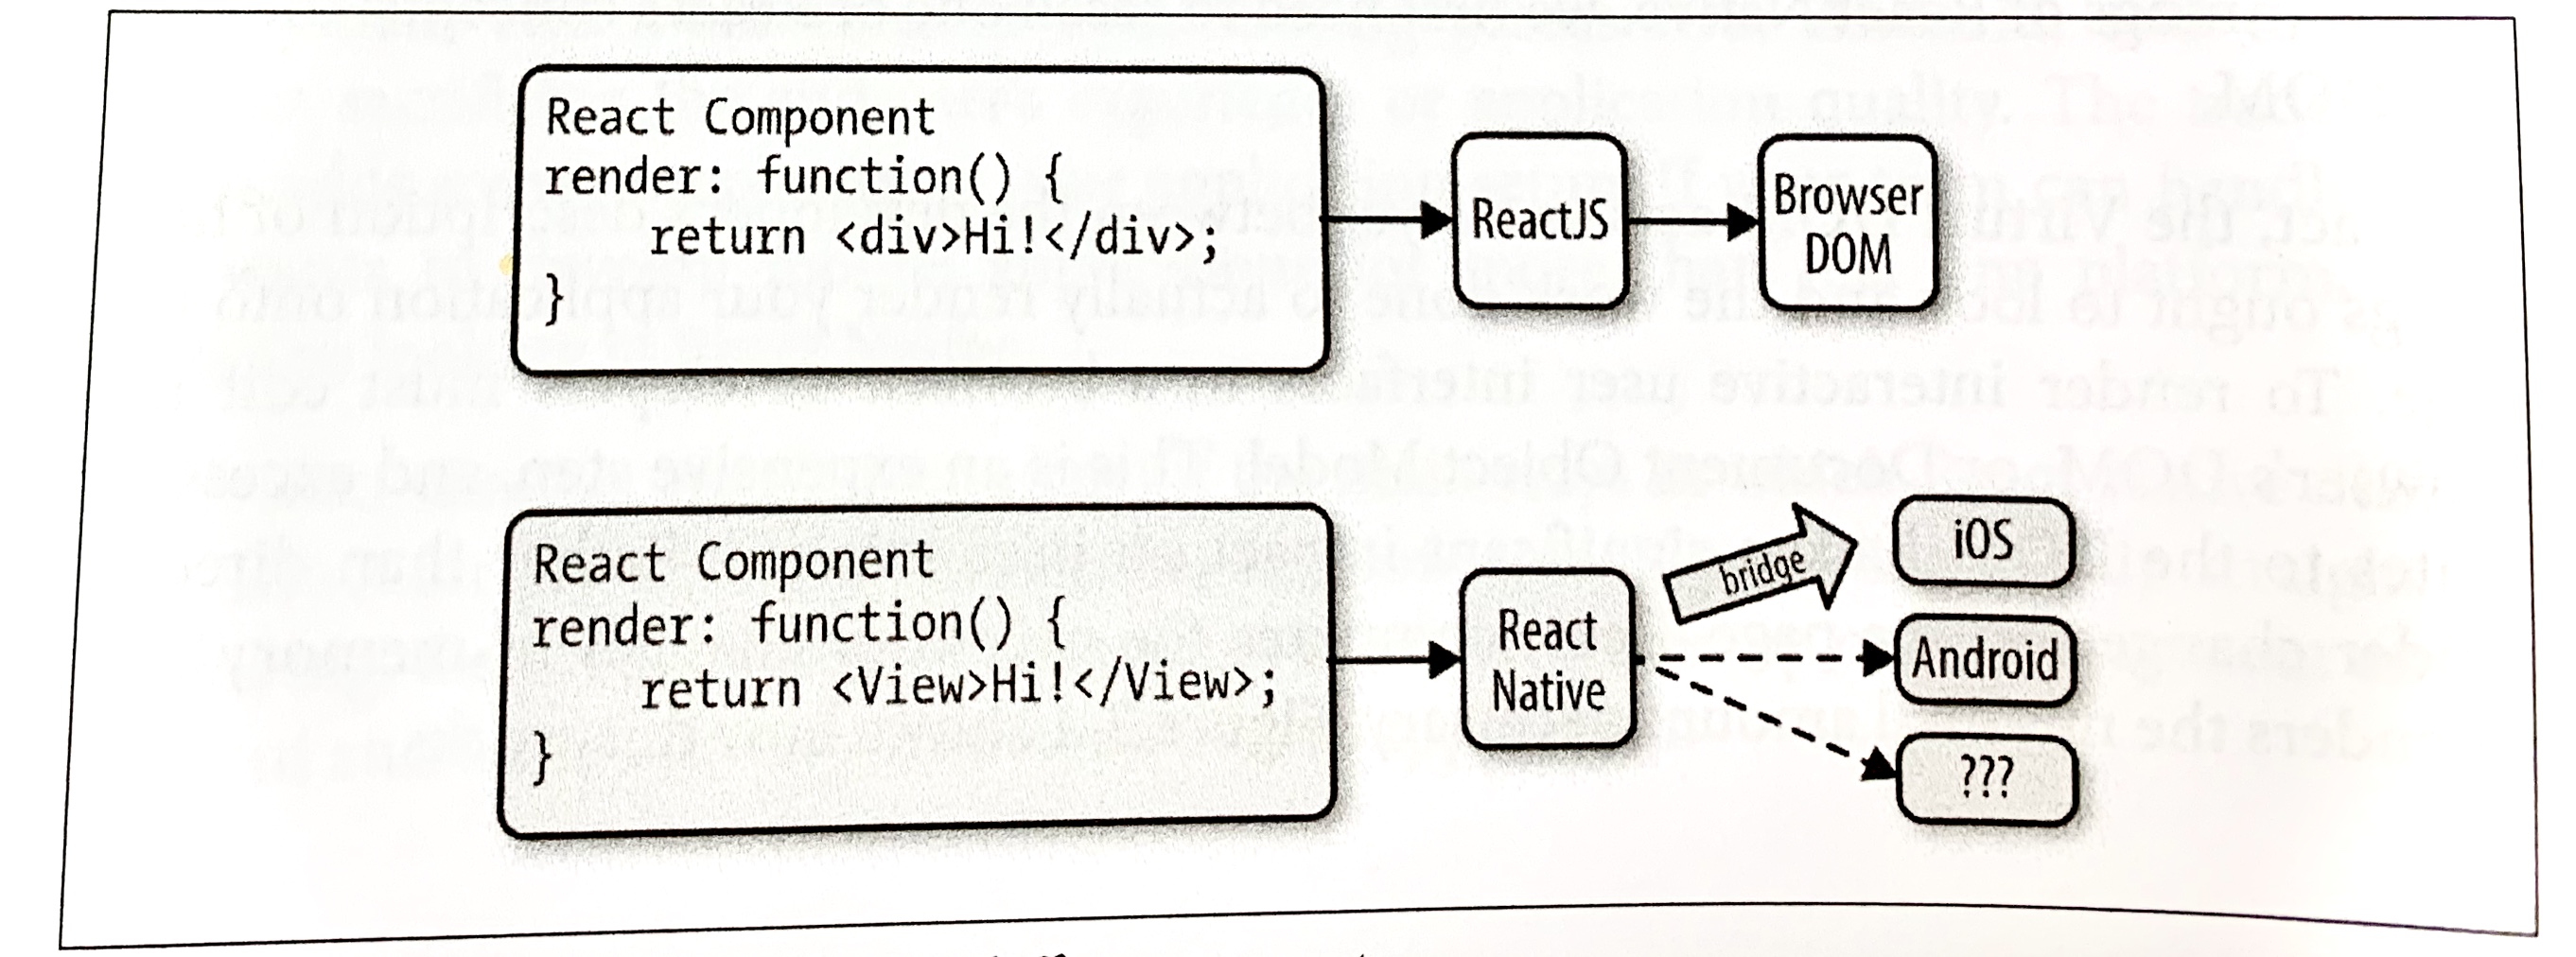 React Component
render: function() {
return <div>Hi!</div>;
}
ReactJS
Browser
DOM
React Component
render: function() {
return <View>Hi!</View>;
}
React
Native
bridge
iOS
Android
???